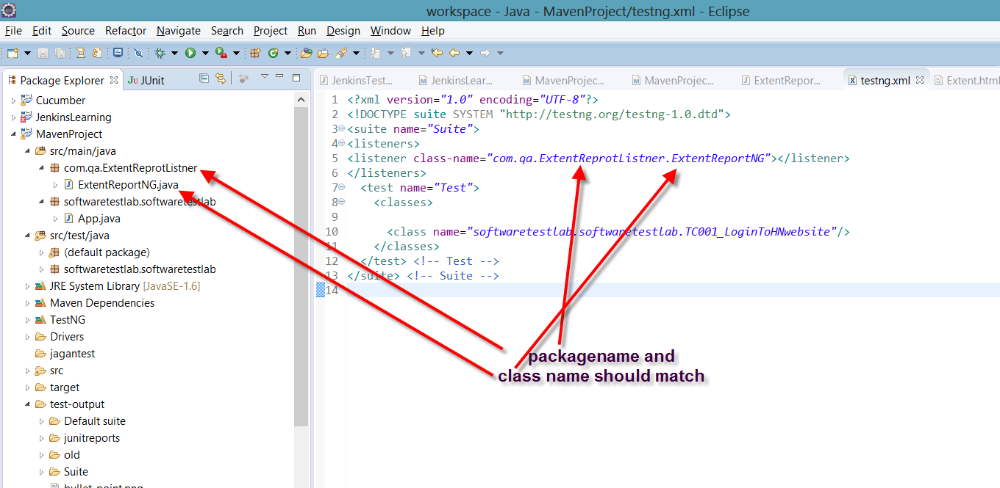 workspace - Java - MavenProject/testng.xml - Eclipse
File Edit Source Refactor Navigate Search Project Run Design Window Help
Package Explorer JUnit
Cucumber
JenkinsLearning
MavenProject
src/main/java
com.qa.ExtentReprotListner
ExtentReportNG.java
softwaretestlab.softwaretestlab
App.java
src/test/java
(default package)
softwaretestlab.softwaretestlab
JRE System Library [JavaSE-1.6]
Maven Dependencies
TestNG
Drivers
jagantest
src
target
test-output
Default suite
junitreports
old
Suite
bullet_point.png
JenkinsTest... JenkinsLear... MavenProjec... MavenProjec... ExtentRepor... testng.xml Extent.html
1 <?xml version="1.0" encoding="UTF-8"?>
2 <!DOCTYPE suite SYSTEM "http://testng.org/testng-1.0.dtd">
3 <suite name="Suite">
4 <listeners>
5 <listener class-name="com.qa.ExtentReprotListner.ExtentReportNG"></listener>
6 </listeners>
7 <test name="Test">
8 <classes>
9
10 <class name="softwaretestlab.softwaretestlab.TC001_LoginToHNwebsite"/>
11 </classes>
12 </test> <!-- Test -->
13 </suite> <!-- Suite -->
14
packagename and
class name should match